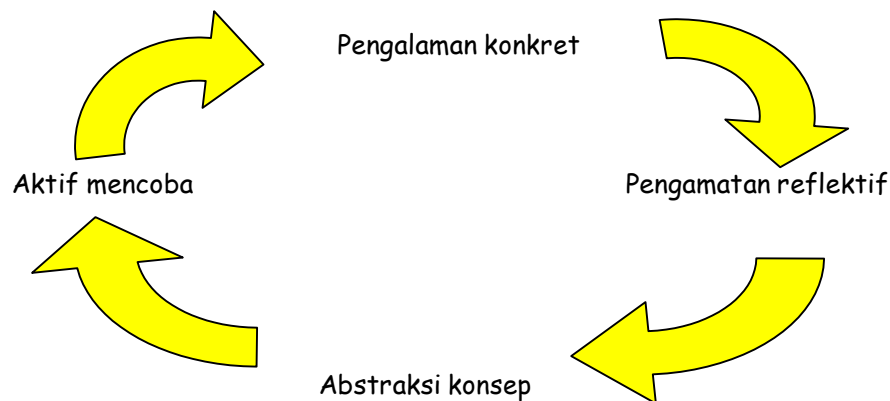 Pengalaman konkret
Aktif mencoba
Pengamatan reflektif
Abstraksi konsep